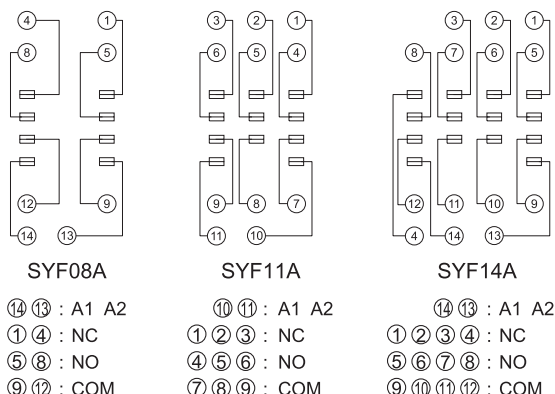 4 1 3 2 1 3 2 1
8 5 6 5 4 8 7 6 5
12 9 9 8 7 12 11 10 9
14 13 11 10 4 14 13
SYF08A SYF11A SYF14A
⑭ ⑬ : A1 A2 ⑩ ⑪ : A1 A2 ⑭ ⑬ : A1 A2
① ④ : NC ① ② ③ : NC ① ② ③ ④ : NC
⑤ ⑧ : NO ④ ⑤ ⑥ : NO ⑤ ⑥ ⑦ ⑧ : NO
⑨ ⑫ : COM ⑦ ⑧ ⑨ : COM ⑨ ⑩ ⑪ ⑫ : COM